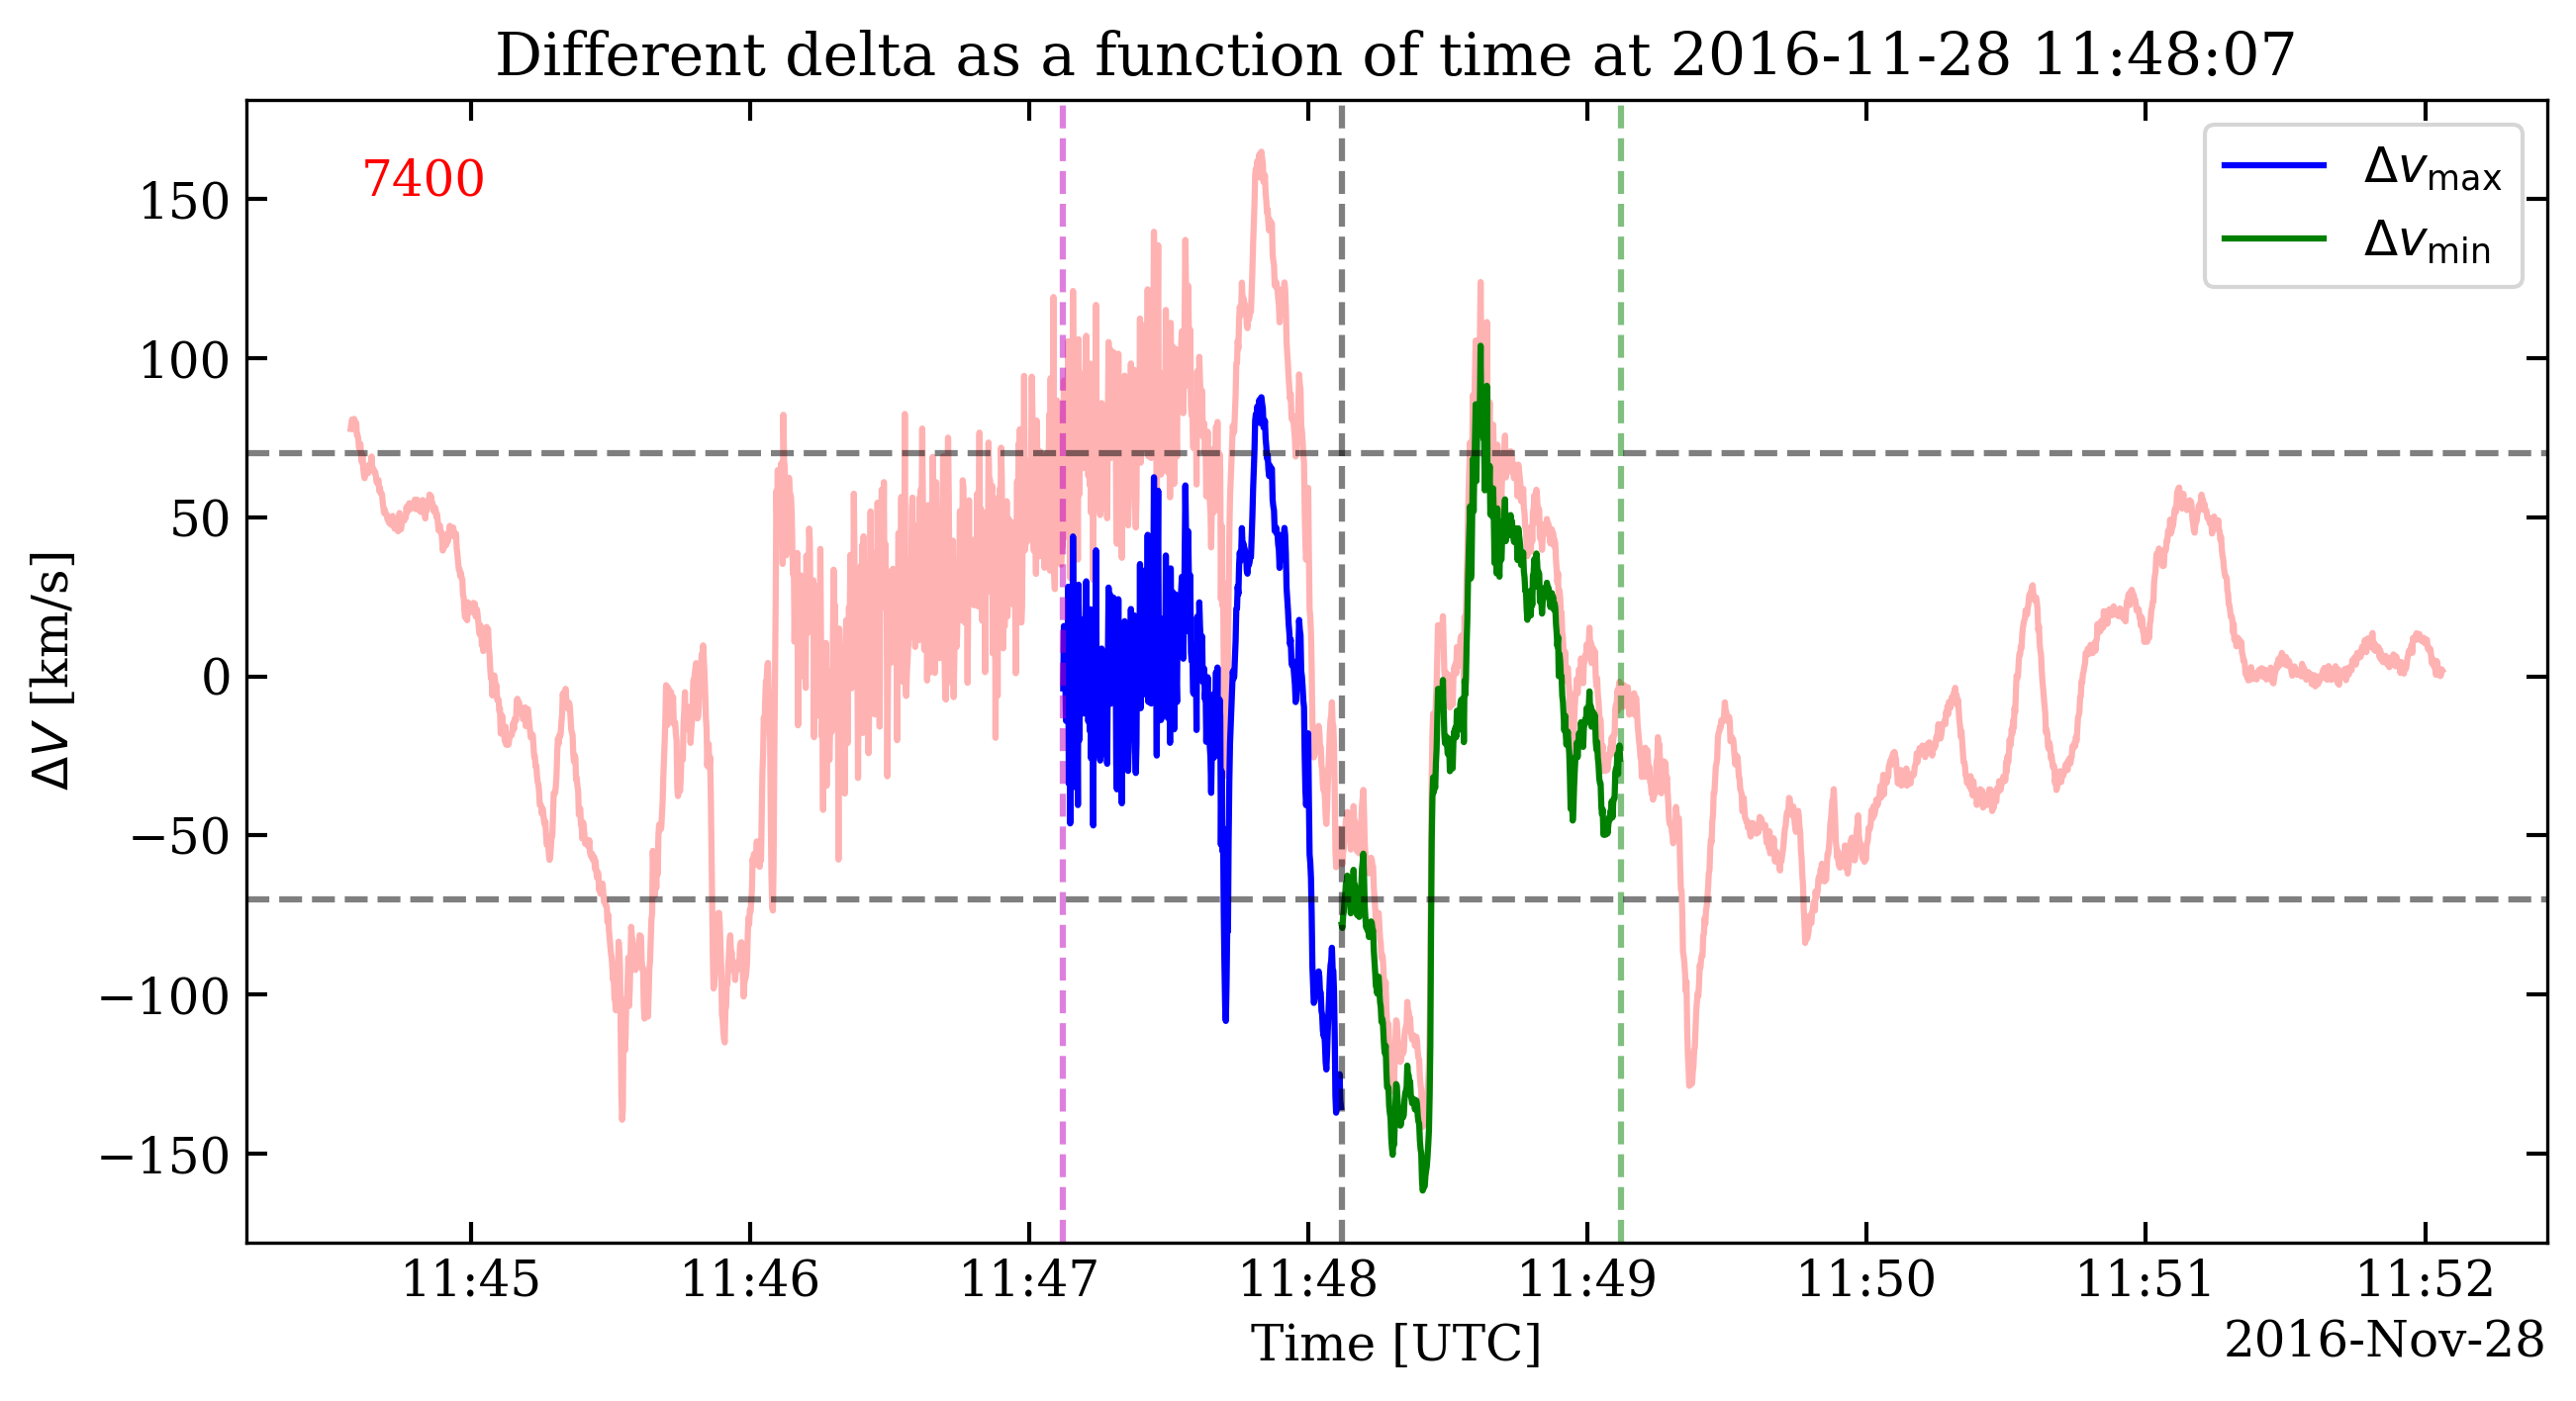 Different delta as a function of time at 2016-11-28 11:48:07
7400
Δv_max
Δv_min
ΔV [km/s]
150
100
50
0
−50
−100
−150
11:45 11:46 11:47 11:48 11:49 11:50 11:51 11:52
Time [UTC]
2016-Nov-28